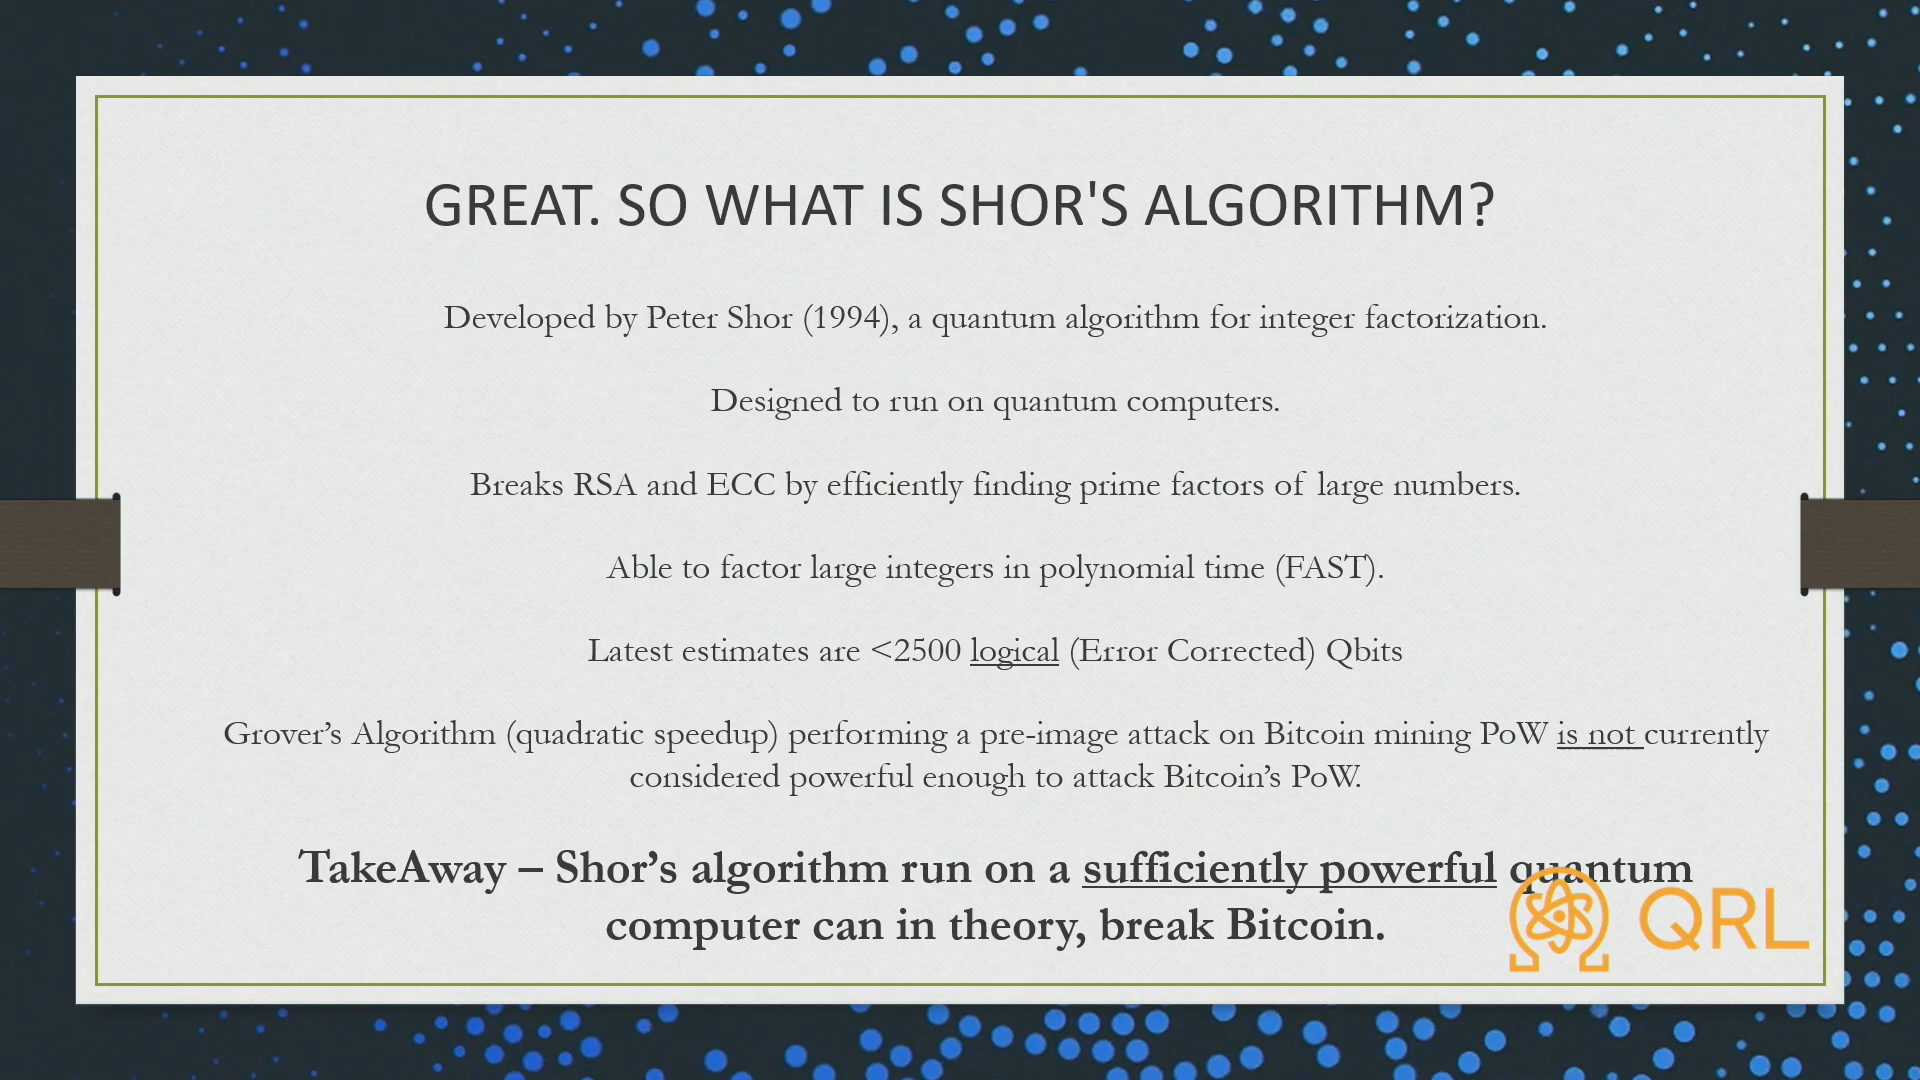 GREAT. SO WHAT IS SHOR'S ALGORITHM?
Developed by Peter Shor (1994), a quantum algorithm for integer factorization.
Designed to run on quantum computers.
Breaks RSA and ECC by efficiently finding prime factors of large numbers.
Able to factor large integers in polynomial time (FAST).
Latest estimates are <2500 logical (Error Corrected) Qbits
Grover’s Algorithm (quadratic speedup) performing a pre-image attack on Bitcoin mining PoW is not currently
considered powerful enough to attack Bitcoin’s PoW.
TakeAway – Shor’s algorithm run on a sufficiently powerful quantum
computer can in theory, break Bitcoin.
QRL